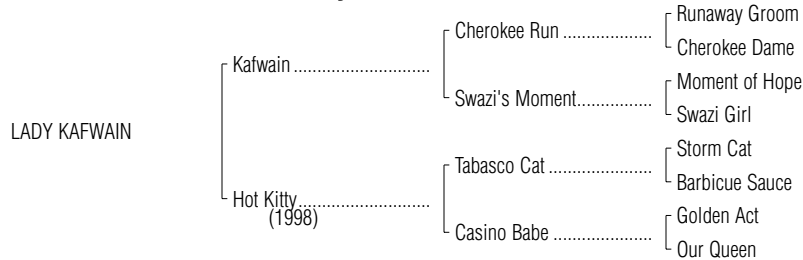 Runaway Groom
Cherokee Run ..................
Cherokee Dame
Kafwain .............................
Moment of Hope
Swazi's Moment................
Swazi Girl
LADY KAFWAIN
Storm Cat
Tabasco Cat ......................
Barbicue Sauce
Hot Kitty............................
(1998)
Golden Act
Casino Babe .....................
Our Queen